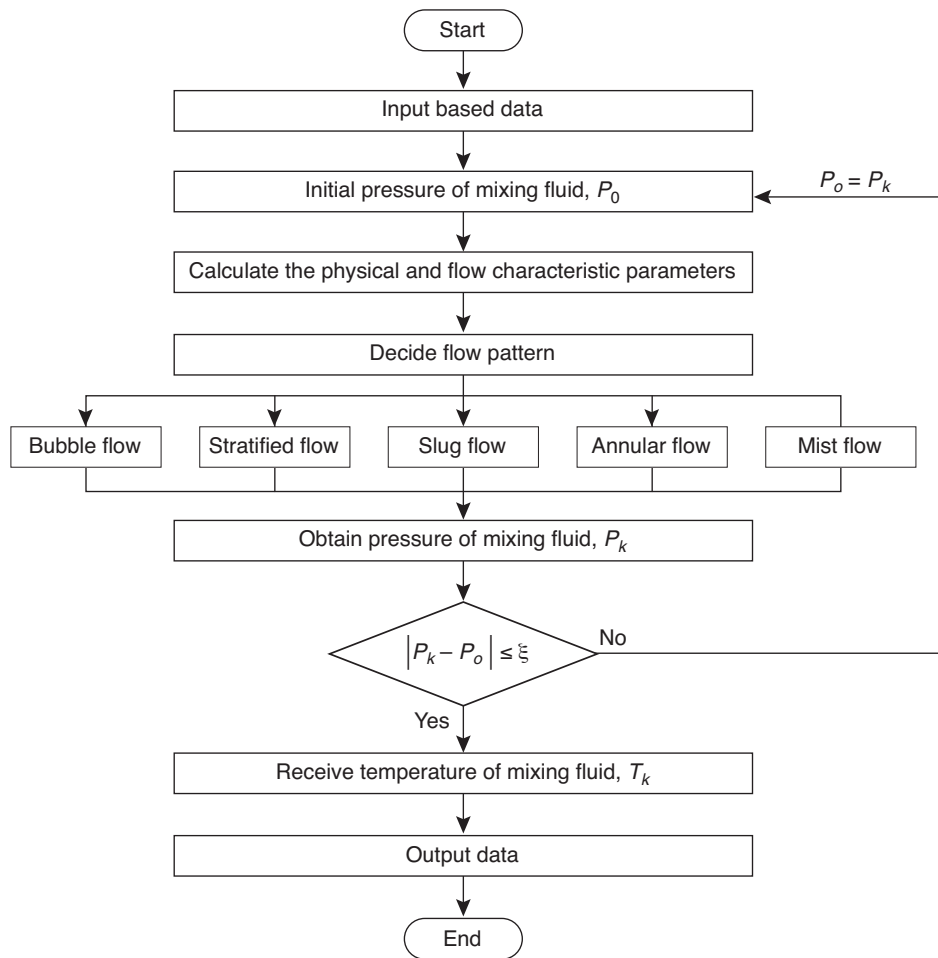 Start
Input based data
Initial pressure of mixing fluid, P₀
Pₒ = Pₖ
Calculate the physical and flow characteristic parameters
Decide flow pattern
Bubble flow
Stratified flow
Slug flow
Annular flow
Mist flow
Obtain pressure of mixing fluid, Pₖ
|Pₖ – Pₒ| ≤ ξ
No
Yes
Receive temperature of mixing fluid, Tₖ
Output data
End